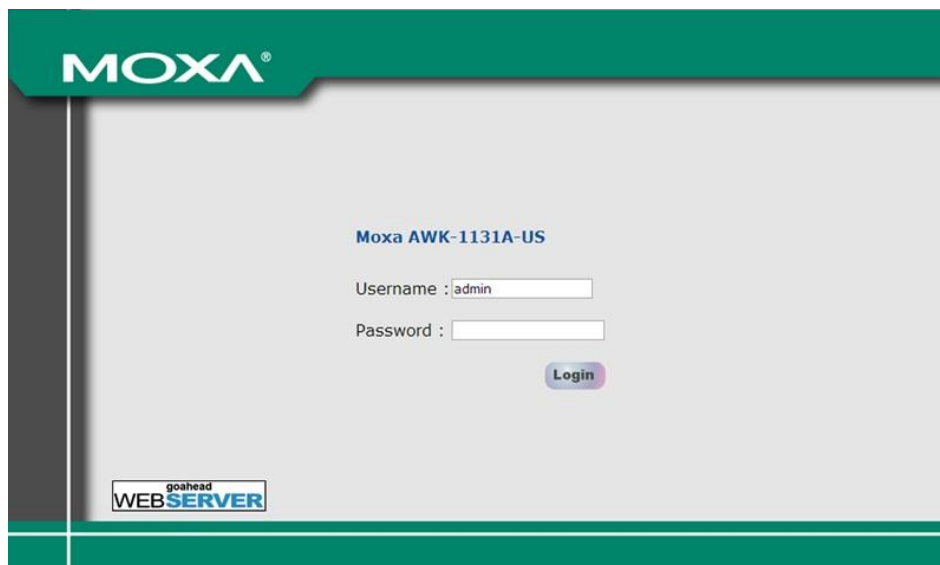 MOXA®
Moxa AWK-1131A-US
Username : admin
Password :
Login
goahead
WEBSERVER